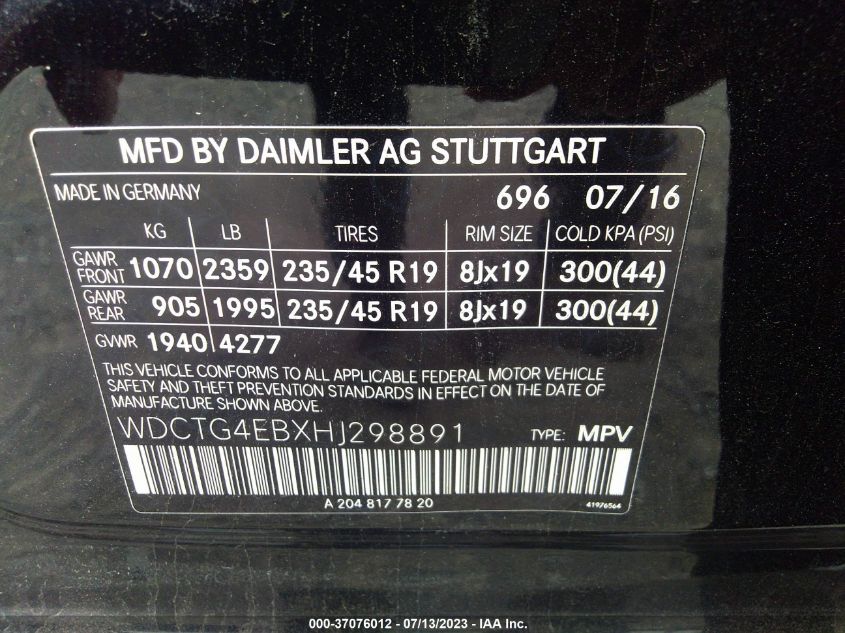 MFD BY DAIMLER AG STUTTGART
MADE IN GERMANY 696 07/16
KG LB TIRES RIM SIZE COLD KPA (PSI)
GAWR FRONT 1070 2359 235/45 R19 8Jx19 300(44)
GAWR REAR 905 1995 235/45 R19 8Jx19 300(44)
GVWR 1940 4277
THIS VEHICLE CONFORMS TO ALL APPLICABLE FEDERAL MOTOR VEHICLE
SAFETY AND THEFT PREVENTION STANDARDS IN EFFECT ON THE DATE OF
MANUFACTURE SHOWN ABOVE.
WDCTG4EBXHJ298891 TYPE: MPV
A 204 817 78 20 41976564
000-37076012 - 07/13/2023 - IAA Inc.